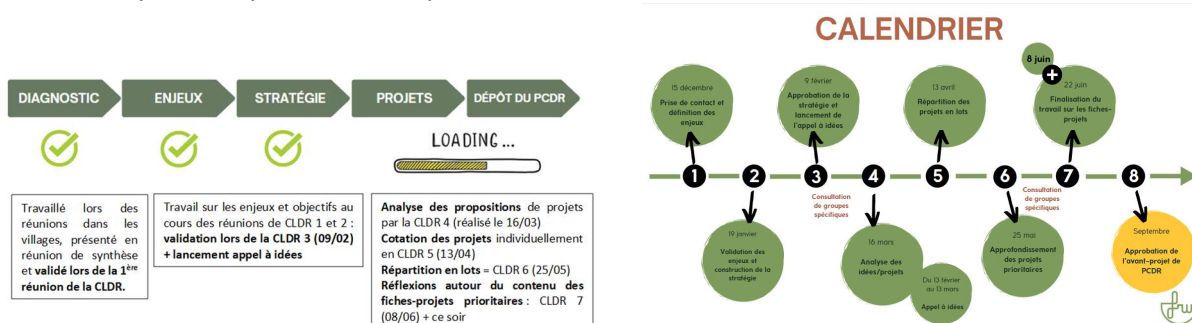 DIAGNOSTIC
ENJEUX
STRATÉGIE
PROJETS
DÉPÔT DU PCDR
LOADING ...
Travaillé lors des
réunions dans les
villages, présenté en
réunion de synthèse
et validé lors de la 1ère
réunion de la CLDR.
Travail sur les enjeux et objectifs au
cours des réunions de CLDR 1 et 2 :
validation lors de la CLDR 3 (09/02)
+ lancement appel à idées
Analyse des propositions de projets
par la CLDR 4 (réalisé le 16/03)
Cotation des projets individuellement
en CLDR 5 (13/04)
Répartition en lots = CLDR 6 (25/05)
Réflexions autour du contenu des
fiches-projets prioritaires : CLDR 7
(08/06) + ce soir
CALENDRIER
15 décembre
Prise de contact et
définition des
enjeux
9 février
Approbation de la
stratégie et
lancement de
l'appel à idées
13 avril
Répartition des
projets en lots
8 juin
+
22 juin
Finalisation du
travail sur les fiches-
projets
1
2
3
4
5
6
7
8
Consultation
de groupes
spécifiques
Consultation
de groupes
spécifiques
19 janvier
Validation des
enjeux et
construction de la
stratégie
16 mars
Analyse des
idées/projets
Du 13 février
au 13 mars
Appel à idées
25 mai
Approfondissement
des projets
prioritaires
Septembre
Approbation de
l'avant-projet de
PCDR